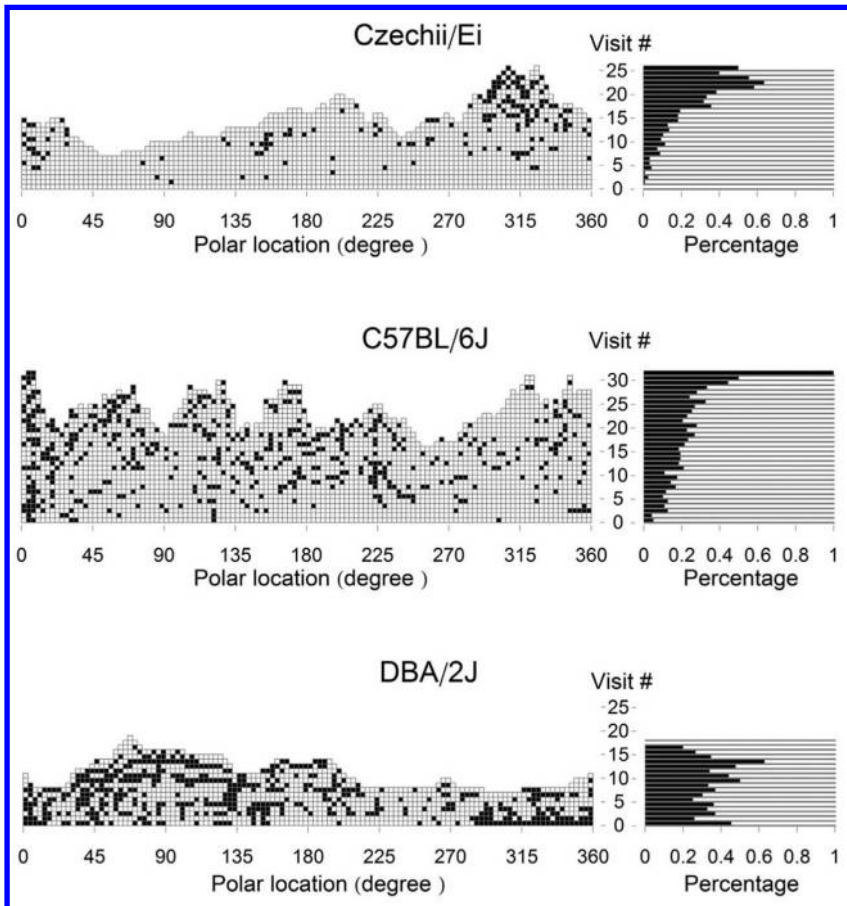 Czechii/Ei
Visit #
25
20
15
10
5
0
0 45 90 135 180 225 270 315 360
0 0.2 0.4 0.6 0.8 1
Polar location (degree )
Percentage
C57BL/6J
Visit #
30
25
20
15
10
5
0
0 45 90 135 180 225 270 315 360
0 0.2 0.4 0.6 0.8 1
Polar location (degree )
Percentage
DBA/2J
Visit #
25
20
15
10
5
0
0 45 90 135 180 225 270 315 360
0 0.2 0.4 0.6 0.8 1
Polar location (degree )
Percentage